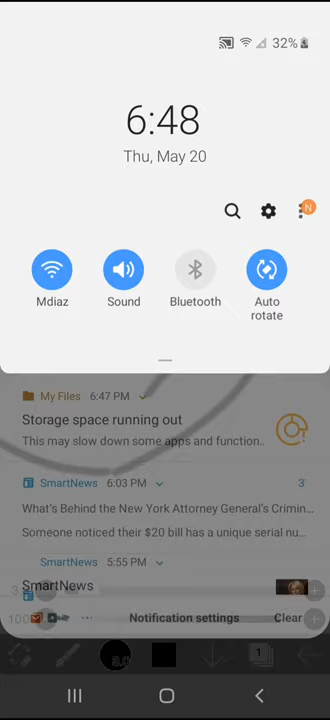 32%
6:48
Thu, May 20
N
Mdiaz
Sound
Bluetooth
Auto rotate
My Files 6:47 PM
Storage space running out
This may slow down some apps and function..
SmartNews 6:03 PM 3
What's Behind the New York Attorney General's Crimin...
Someone noticed their $20 bill has a unique serial nu...
SmartNews 5:55 PM
SmartNews
Notification settings
Clear
1